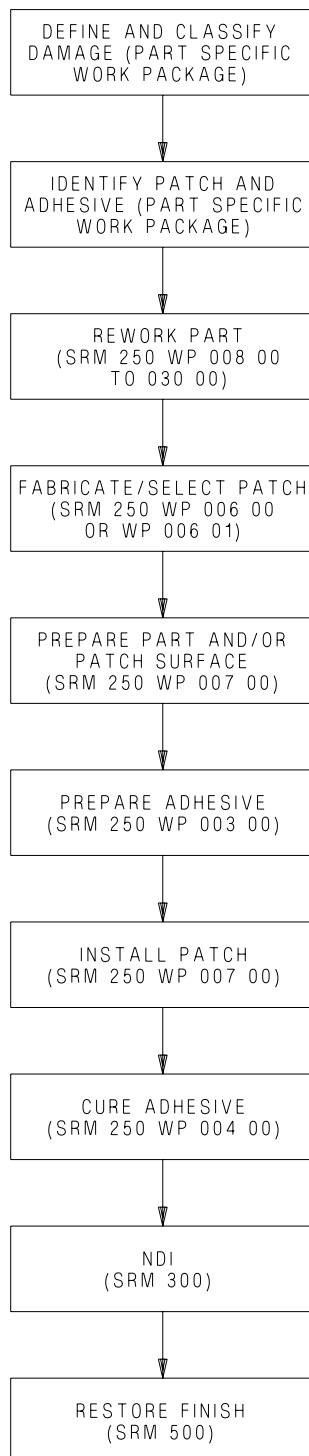 DEFINE AND CLASSIFY
DAMAGE (PART SPECIFIC
WORK PACKAGE)
IDENTIFY PATCH AND
ADHESIVE (PART SPECIFIC
WORK PACKAGE)
REWORK PART
(SRM 250 WP 008 00
TO 030 00)
FABRICATE/SELECT PATCH
(SRM 250 WP 006 00
OR WP 006 01)
PREPARE PART AND/OR
PATCH SURFACE
(SRM 250 WP 007 00)
PREPARE ADHESIVE
(SRM 250 WP 003 00)
INSTALL PATCH
(SRM 250 WP 007 00)
CURE ADHESIVE
(SRM 250 WP 004 00)
NDI
(SRM 300)
RESTORE FINISH
(SRM 500)